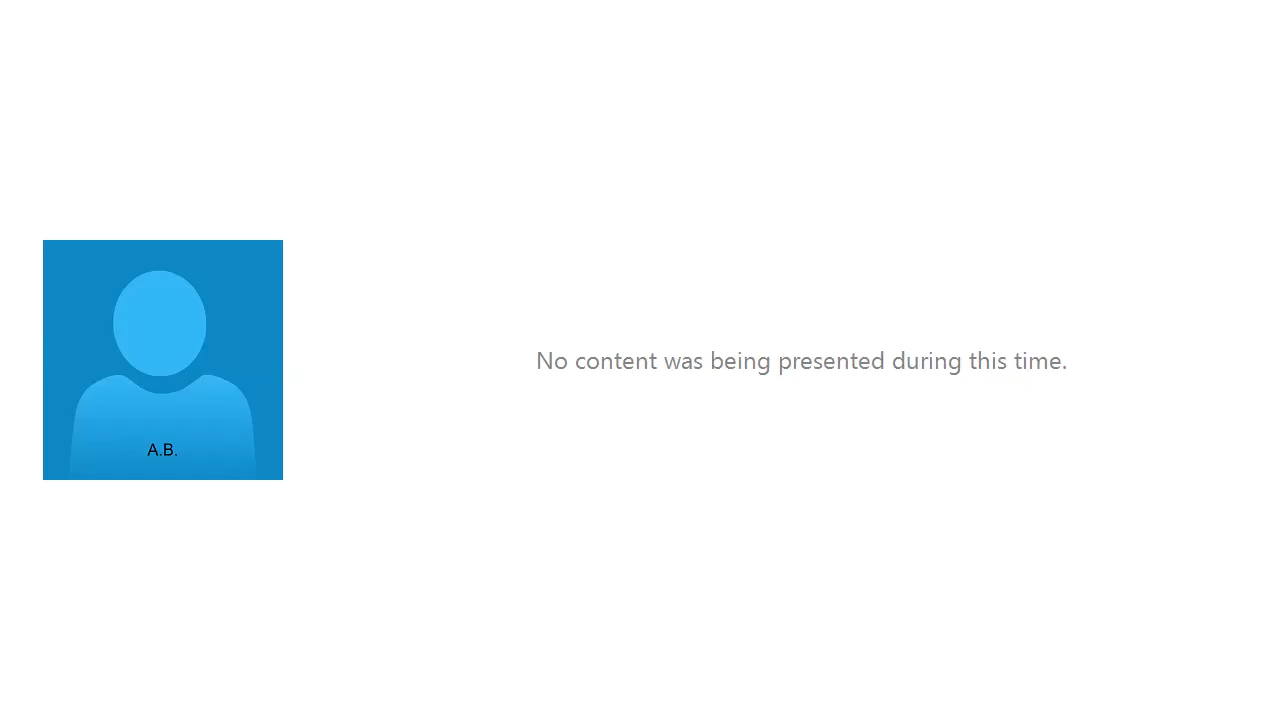 No content was being presented during this time.
A.B.